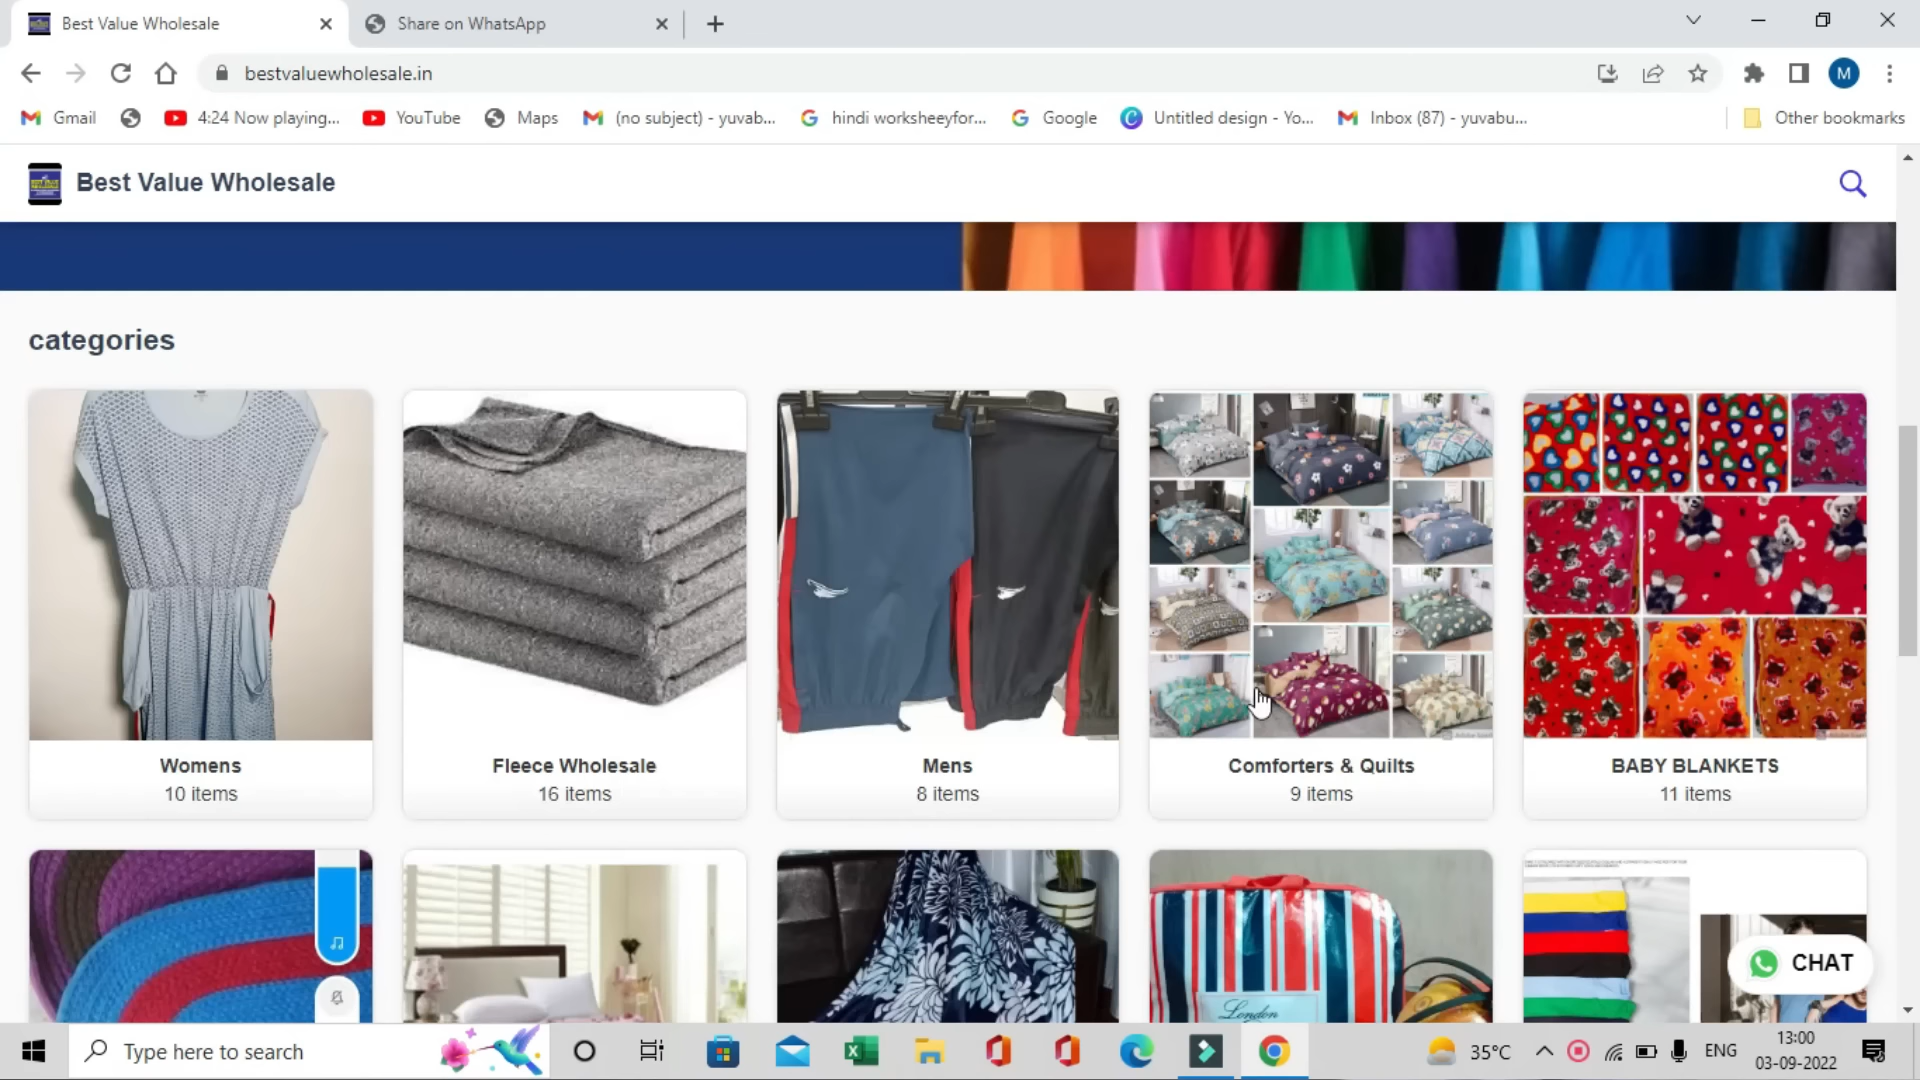 Best Value Wholesale
Share on WhatsApp
bestvaluewholesale.in
M
Gmail
4:24 Now playing...
YouTube
Maps
(no subject) - yuvab...
hindi worksheeyfor...
Google
Untitled design - Yo...
Inbox (87) - yuvabu...
Other bookmarks
Best Value Wholesale
categories
Womens
10 items
Fleece Wholesale
16 items
Mens
8 items
Comforters & Quilts
9 items
BABY BLANKETS
11 items
London
CHAT
Type here to search
35°C
ENG
13:00
03-09-2022